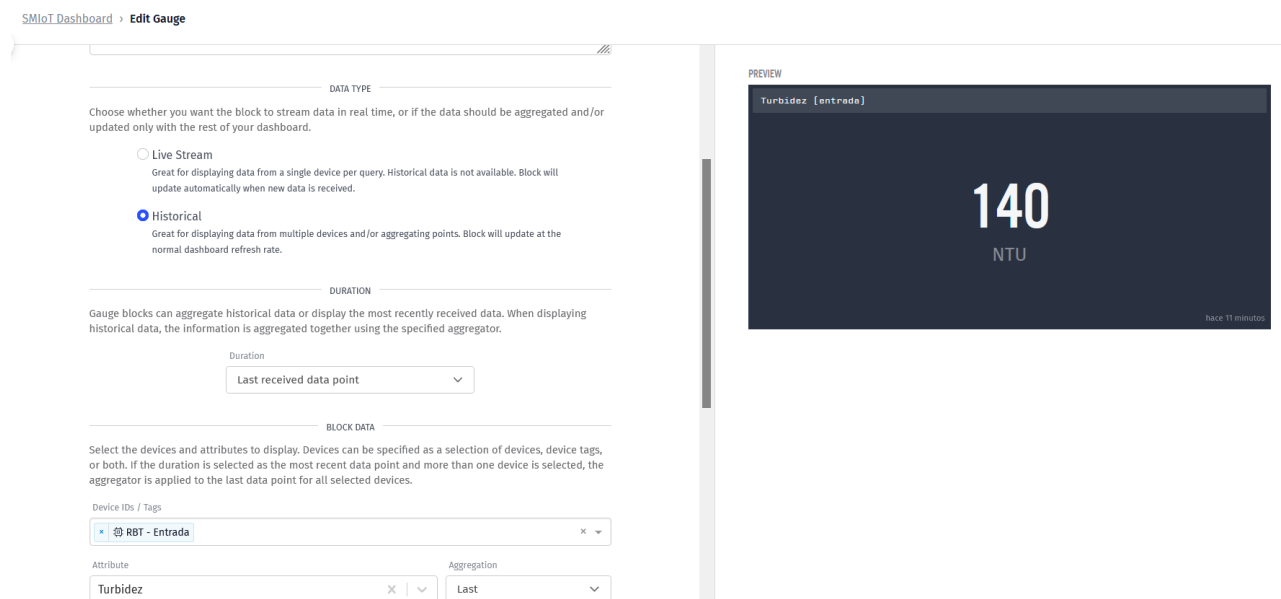 SMIoT Dashboard › Edit Gauge
DATA TYPE
Choose whether you want the block to stream data in real time, or if the data should be aggregated and/or
updated only with the rest of your dashboard.
Live Stream
Great for displaying data from a single device per query. Historical data is not available. Block will
update automatically when new data is received.
Historical
Great for displaying data from multiple devices and/or aggregating points. Block will update at the
normal dashboard refresh rate.
DURATION
Gauge blocks can aggregate historical data or display the most recently received data. When displaying
historical data, the information is aggregated together using the specified aggregator.
Duration
Last received data point
BLOCK DATA
Select the devices and attributes to display. Devices can be specified as a selection of devices, device tags,
or both. If the duration is selected as the most recent data point and more than one device is selected, the
aggregator is applied to the last data point for all selected devices.
Device IDs / Tags
× RBT - Entrada ×
Attribute
Turbidez
Aggregation
Last
PREVIEW
Turbidez [entrada]
140
NTU
hace 11 minutos